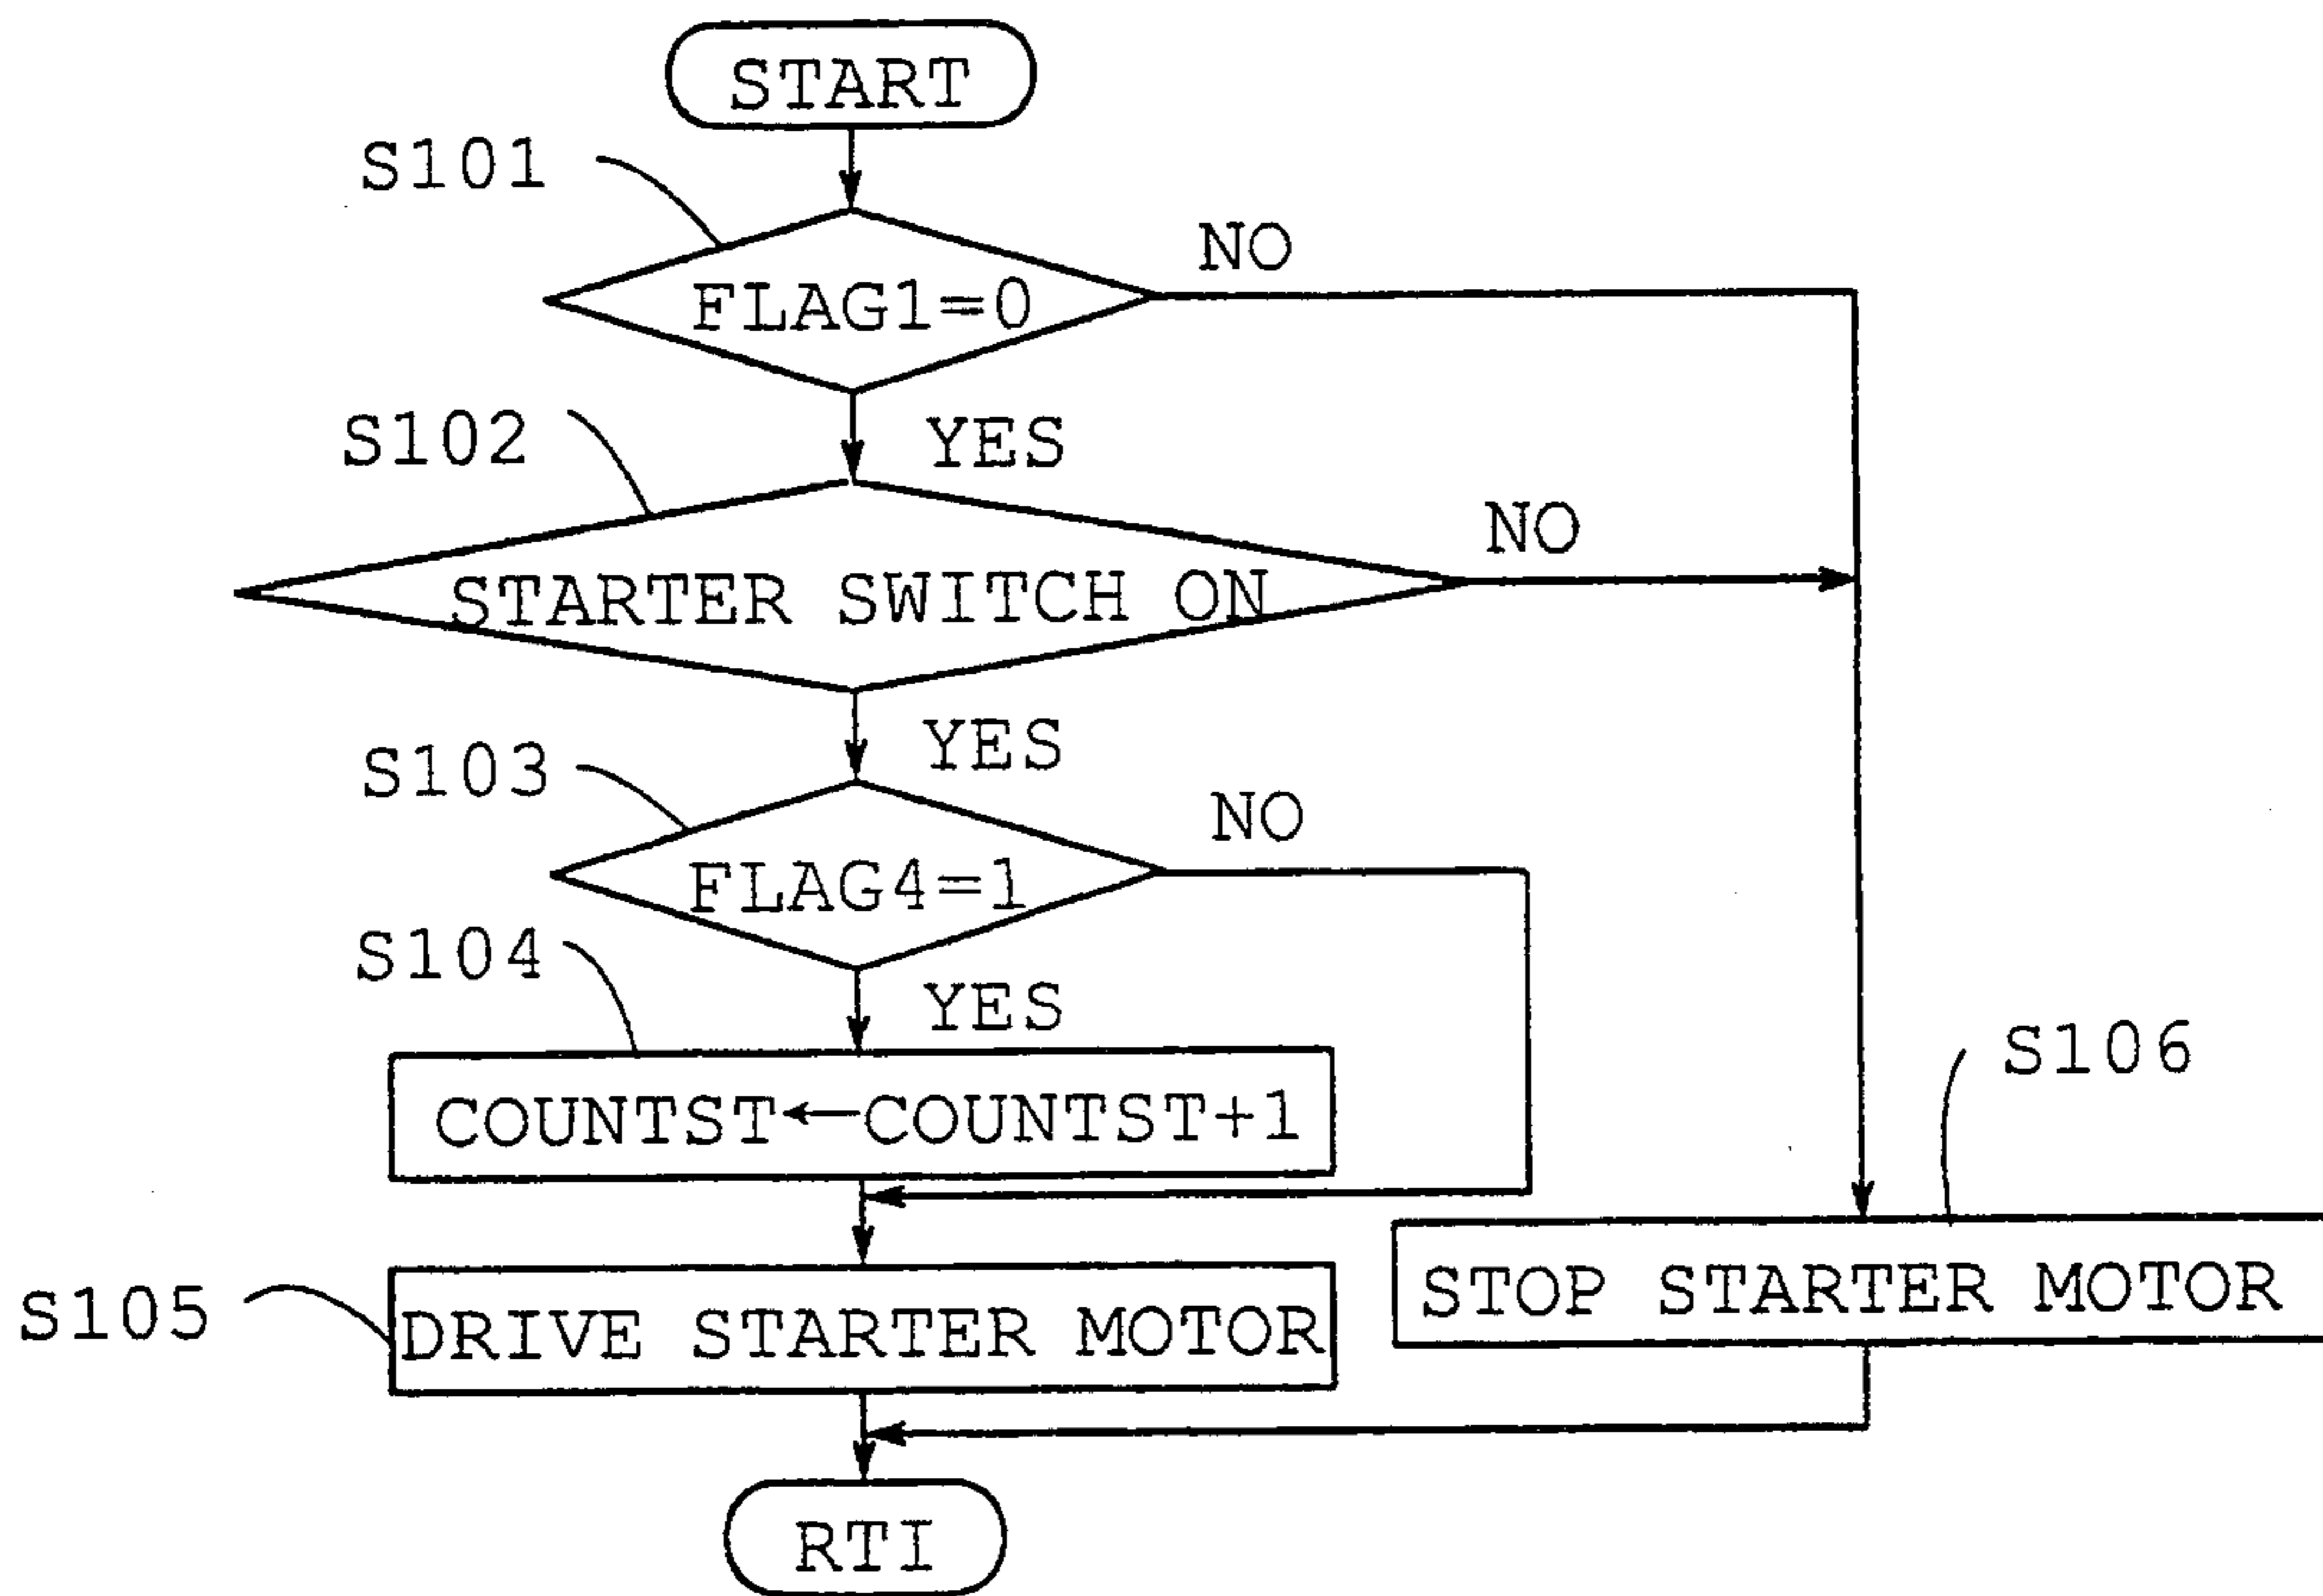 START
S101
NO
FLAG1=0
S102
YES
NO
STARTER SWITCH ON
S103
YES
NO
FLAG4=1
S104
YES
COUNTST←COUNTST+1
S106
S105
DRIVE STARTER MOTOR
STOP STARTER MOTOR
RTI